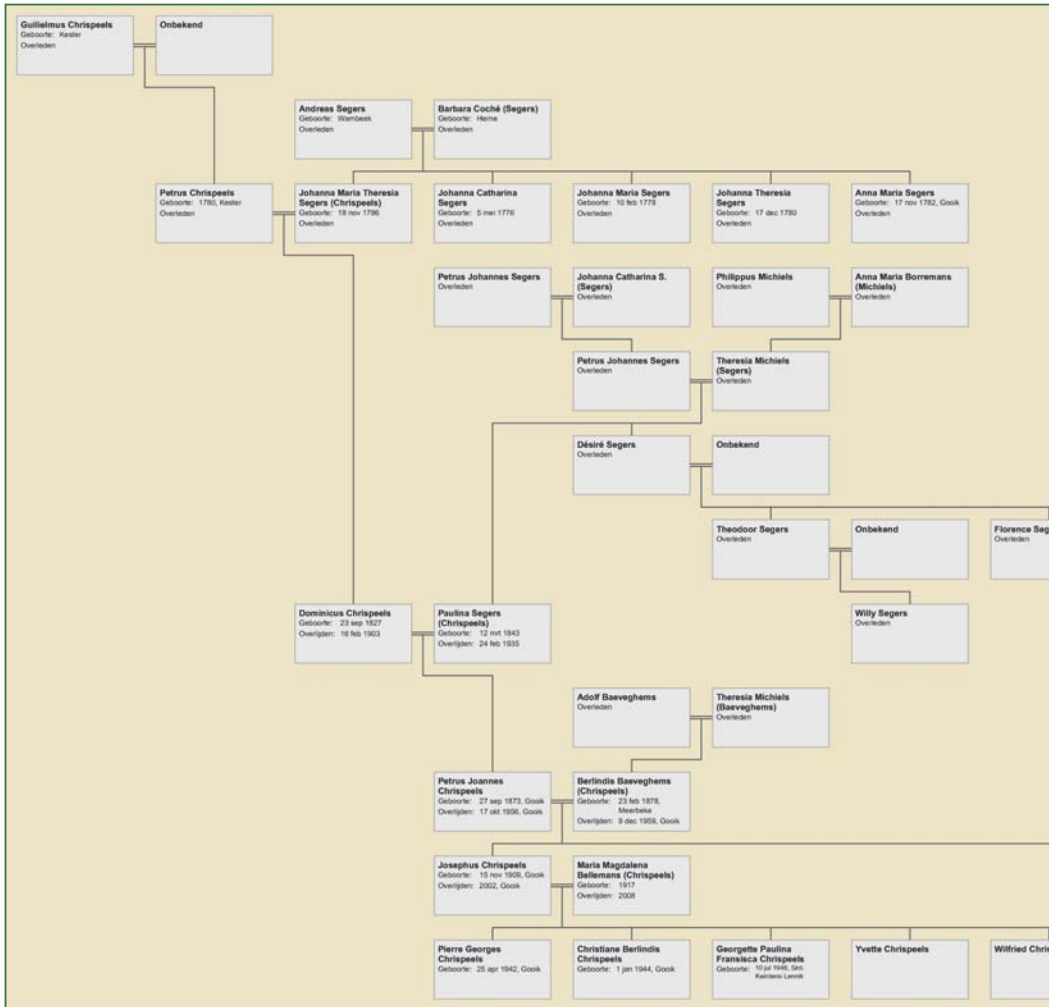 Guilielmus Chrispeels
Geboorte: Kester
Overleden
Onbekend
Andreas Segers
Geboorte: Wambeek
Overleden
Barbara Coché (Segers)
Geboorte: Herne
Overleden
Petrus Chrispeels
Geboorte: 1780, Kester
Overleden
Johanna Maria Theresia
Segers (Chrispeels)
Geboorte: 18 nov 1786
Overleden
Johanna Catharina
Segers
Geboorte: 5 mei 1776
Overleden
Johanna Maria Segers
Geboorte: 10 feb 1778
Overleden
Johanna Theresia
Segers
Geboorte: 17 dec 1780
Overleden
Anna Maria Segers
Geboorte: 17 nov 1782, Gooik
Overleden
Petrus Johannes Segers
Overleden
Johanna Catharina S.
(Segers)
Overleden
Philippus Michiels
Overleden
Anna Maria Borremans
(Michiels)
Overleden
Petrus Johannes Segers
Overleden
Theresia Michiels
(Segers)
Overleden
Désiré Segers
Overleden
Onbekend
Theodoor Segers
Overleden
Onbekend
Florence Seg
Overleden
Willy Segers
Overleden
Dominicus Chrispeels
Geboorte: 23 sep 1827
Overlijden: 16 feb 1903
Paulina Segers
(Chrispeels)
Geboorte: 12 mrt 1843
Overlijden: 24 feb 1935
Adolf Baeveghems
Overleden
Theresia Michiels
(Baeveghems)
Overleden
Petrus Joannes
Chrispeels
Geboorte: 27 sep 1873, Gooik
Overlijden: 17 okt 1956, Gooik
Berlindis Baeveghems
(Chrispeels)
Geboorte: 23 feb 1878,
Meerbeke
Overlijden: 9 dec 1959, Gooik
Josephus Chrispeels
Geboorte: 15 nov 1909, Gooik
Overlijden: 2002, Gooik
Maria Magdalena
Bellemans (Chrispeels)
Geboorte: 1917
Overlijden: 2008
Pierre Georges
Chrispeels
Geboorte: 25 apr 1942, Gooik
Christiane Berlindis
Chrispeels
Geboorte: 1 jan 1944, Gooik
Georgette Paulina
Fransisca Chrispeels
Geboorte: 10 jul 1946, Sint-
Lennik
Yvette Chrispeels
Wilfried Chris